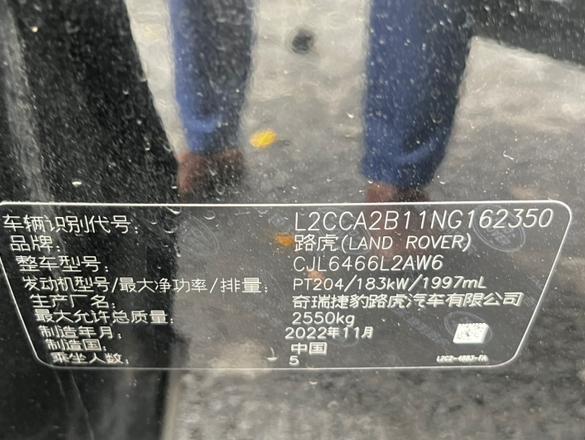 车辆识别代号: L2CCA2B11NG162350
品牌: 路虎(LAND ROVER)
整车型号: CJL6466L2AW6
发动机型号/最大净功率/排量: PT204/183kW/1997mL
生产厂名: 奇瑞捷豹路虎汽车有限公司
最大允许总质量: 2550kg
制造年月: 2022年11月
制造国: 中国
乘坐人数: 5